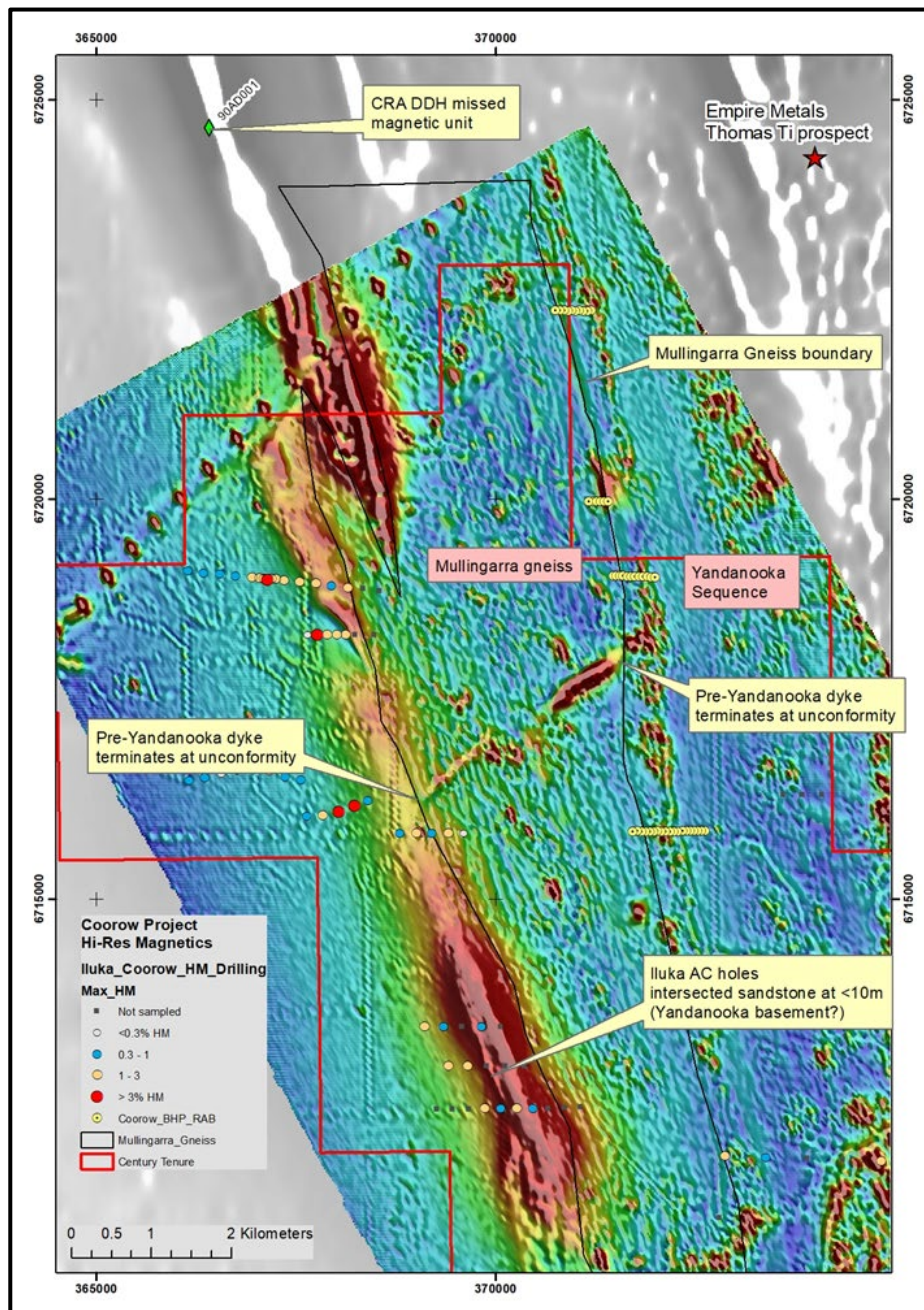 365000
370000
6725000
6725000
90AD001
CRA DDH missed
magnetic unit
Empire Metals
Thomas Ti prospect
Mullingarra Gneiss boundary
6720000
6720000
Mullingarra gneiss
Yandanooka
Sequence
Pre-Yandanooka dyke
terminates at unconformity
Pre-Yandanooka dyke
terminates at unconformity
6715000
6715000
Coorow Project
Hi-Res Magnetics
Iluka_Coorow_HM_Drilling
Max_HM
Not sampled
<0.3% HM
0.3 - 1
1 - 3
> 3% HM
Coorow_BHP_RAB
Mullingarra_Gneiss
Century Tenure
Iluka AC holes
intersected sandstone at <10m
(Yandanooka basement?)
0 0.5 1 2 Kilometers
365000
370000